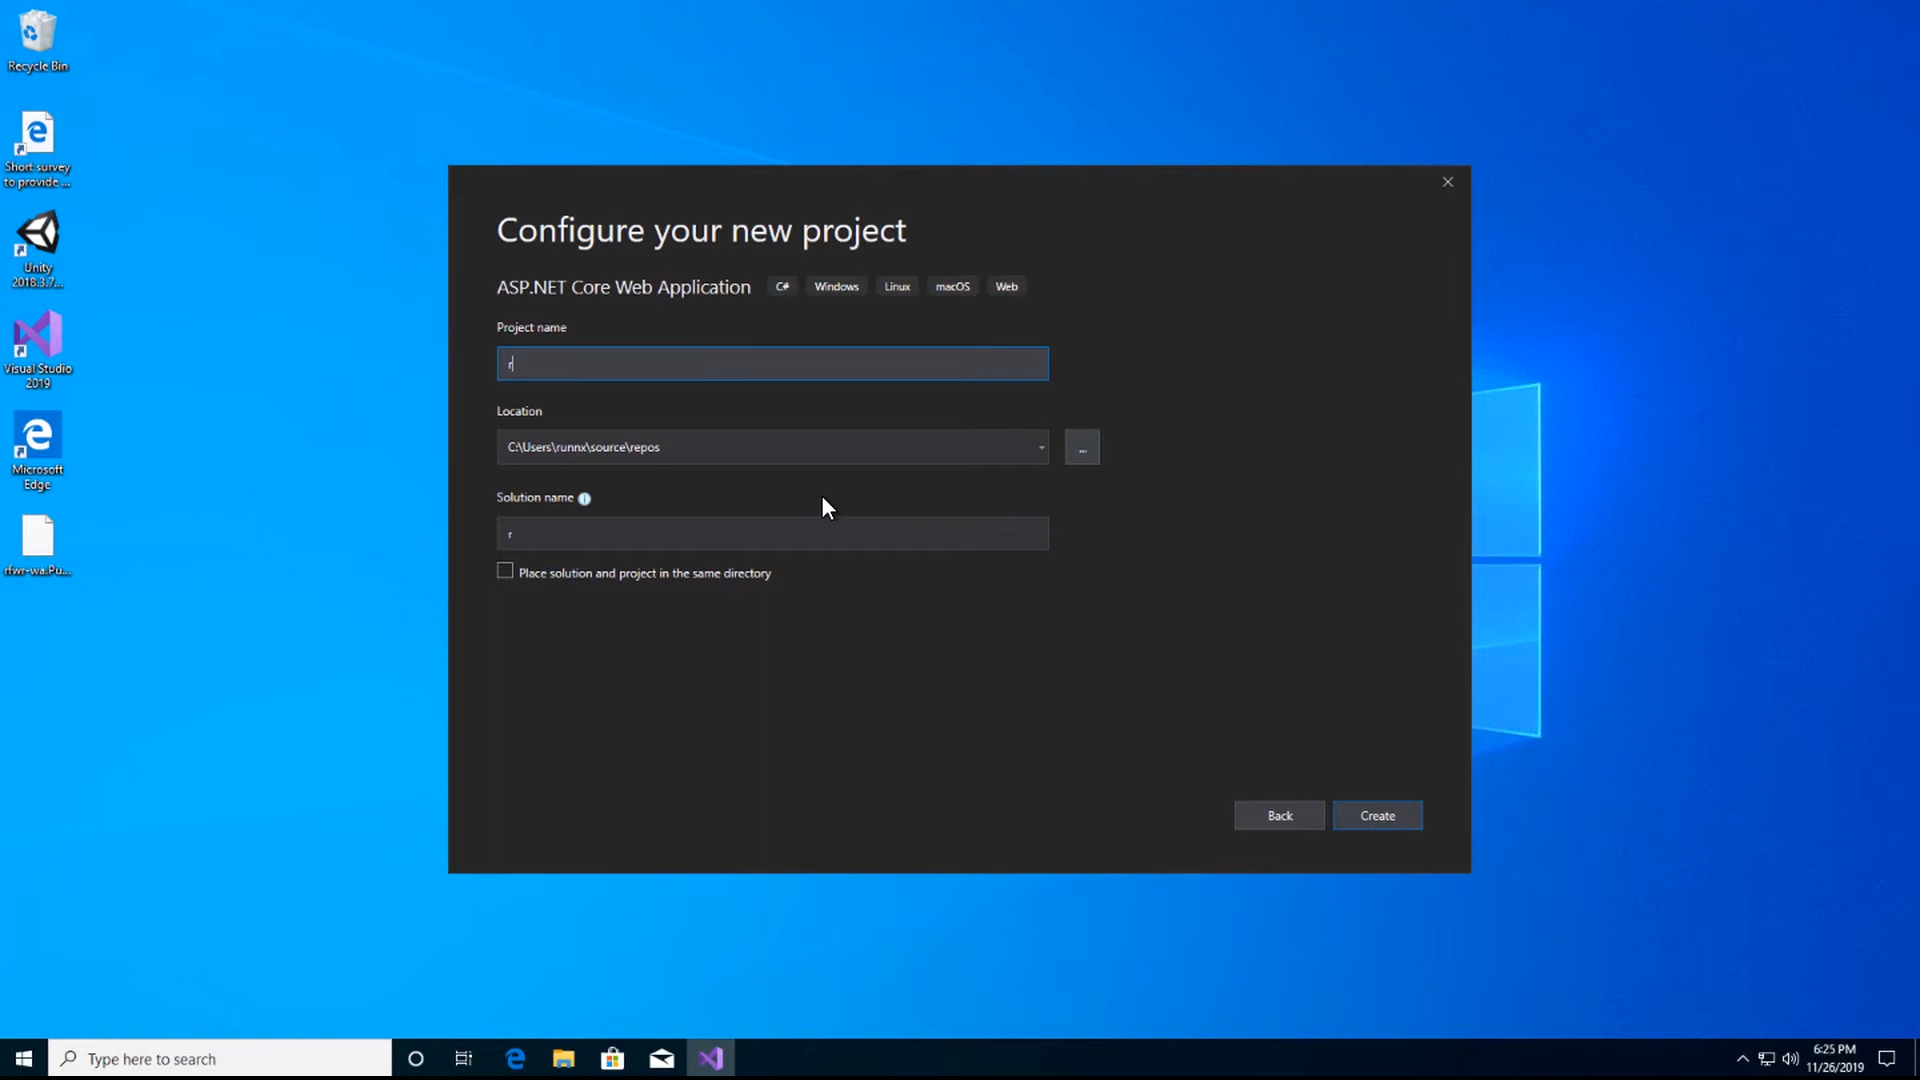 Recycle Bin
Short survey
to provide ...
Unity
2018.3.7...
Visual Studio
2019
Microsoft
Edge
rfwr-wa.Pu...
Configure your new project
ASP.NET Core Web Application C# Windows Linux macOS Web
Project name
r
Location
C:\Users\runnx\source\repos
...
Solution name
r
Place solution and project in the same directory
Back Create
Type here to search
6:25 PM
11/26/2019